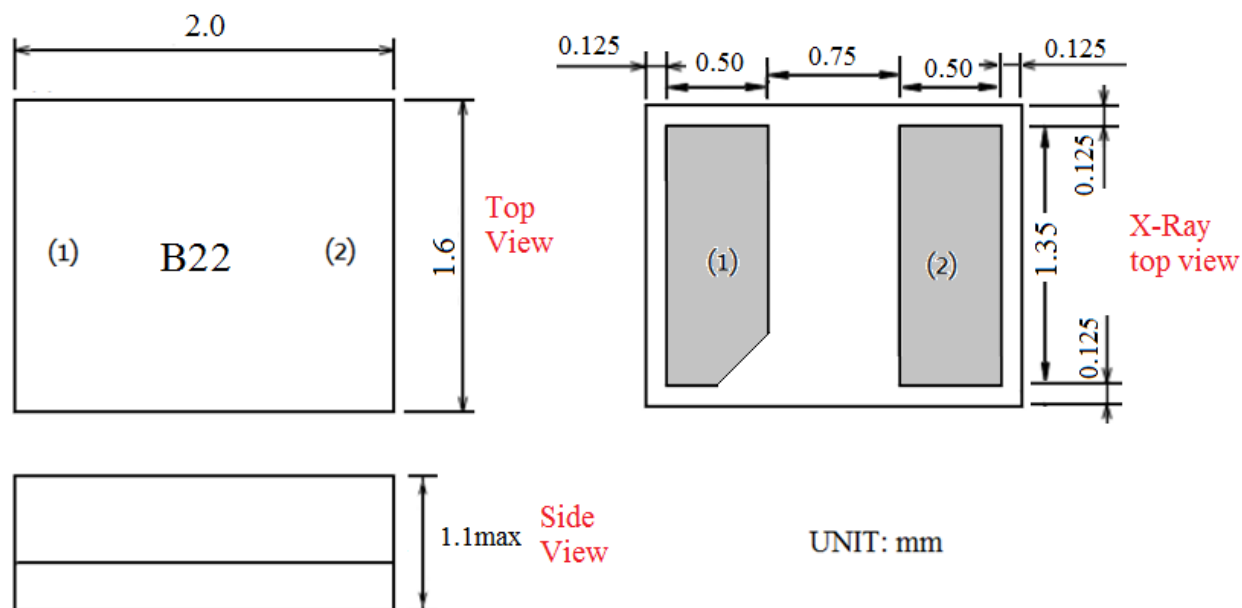 2.0
(1)
B22
(2)
1.6
Top
View
0.125
0.50
0.75
0.50
0.125
(1)
(2)
0.125
1.35
0.125
X-Ray
top view
1.1max
Side
View
UNIT: mm